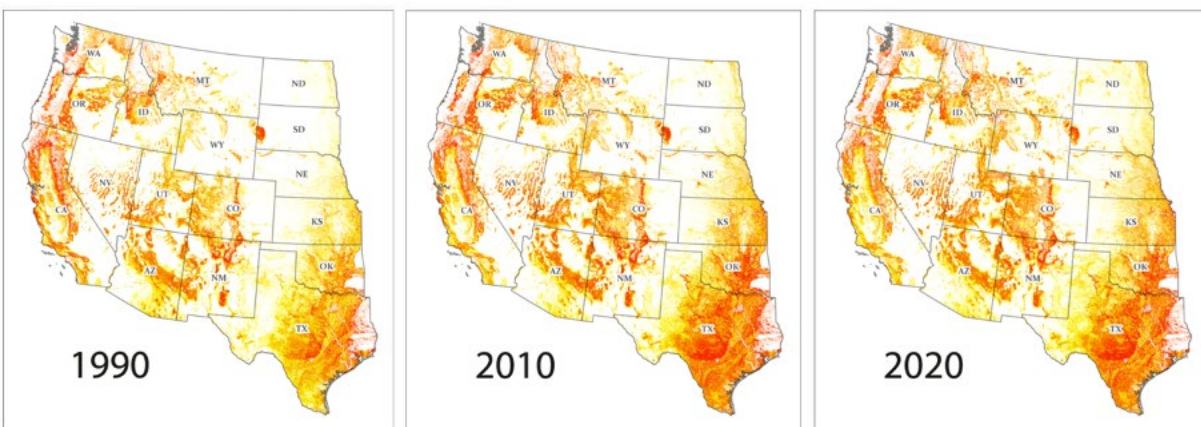 WA
MT
ND
OR
ID
SD
WY
NE
NV
UT
CO
CA
KS
OK
AZ
NM
TX
1990
WA
MT
ND
OR
ID
SD
WY
NE
NV
UT
CO
CA
KS
OK
AZ
NM
TX
2010
WA
MT
ND
OR
ID
SD
WY
NE
NV
UT
CO
CA
KS
OK
AZ
NM
TX
2020